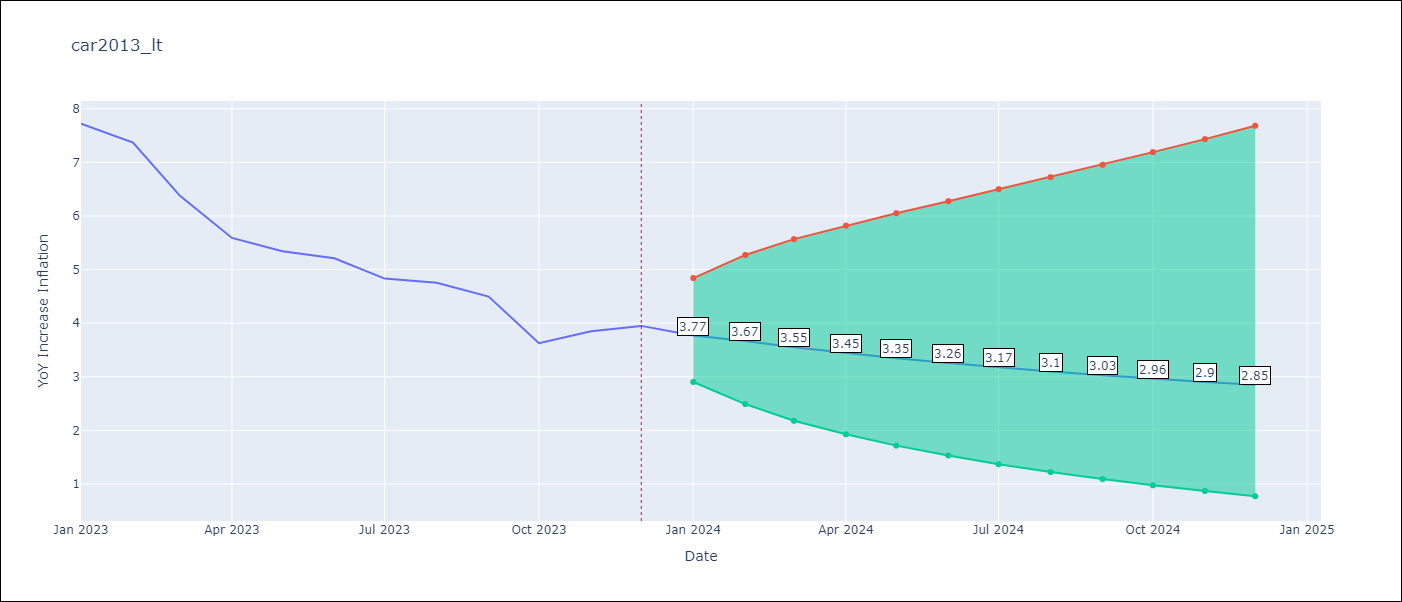 car2013_lt
8
7
6
5
4
3
2
1
YoY Increase Inflation
3.77
3.67
3.55
3.45
3.35
3.26
3.17
3.1
3.03
2.96
2.9
2.85
Jan 2023
Apr 2023
Jul 2023
Oct 2023
Jan 2024
Apr 2024
Jul 2024
Oct 2024
Jan 2025
Date